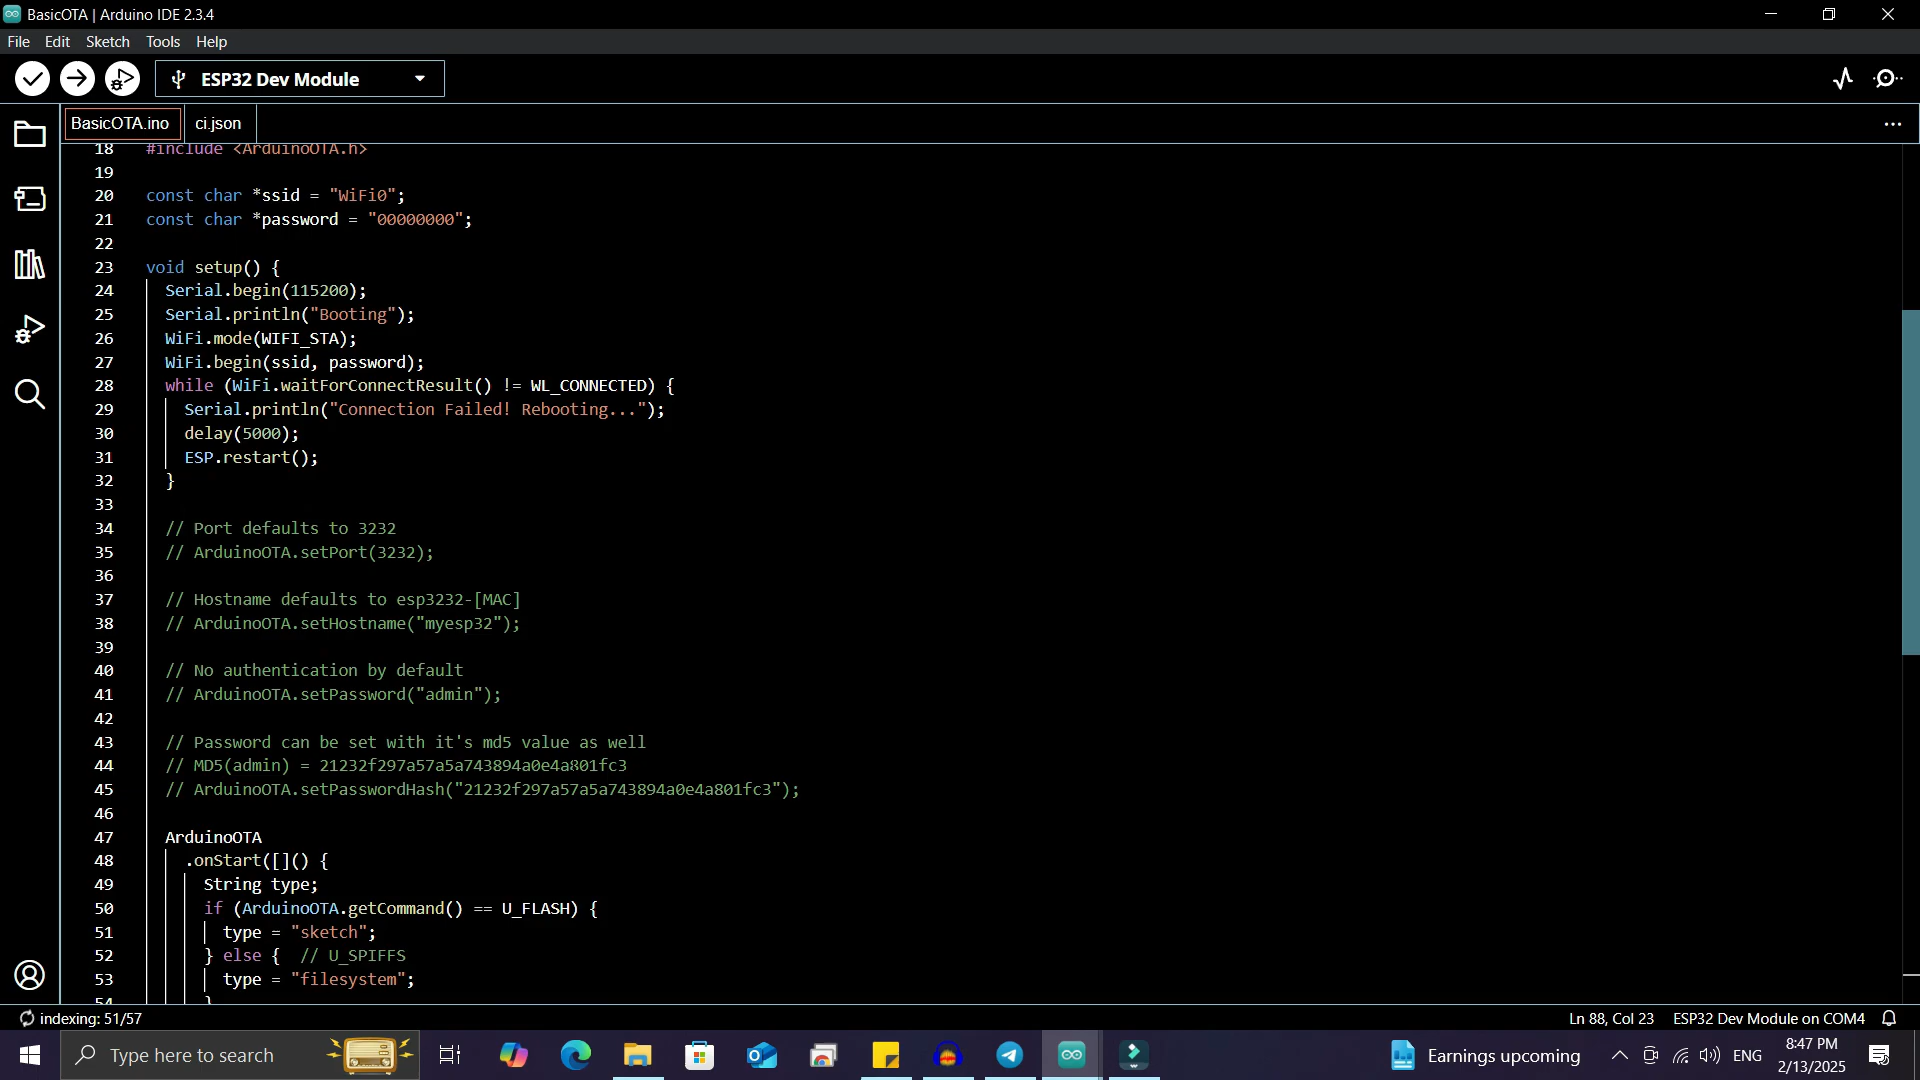 BasicOTA | Arduino IDE 2.3.4
File Edit Sketch Tools Help
ESP32 Dev Module
BasicOTA.ino ci.json
18 #include <ArduinoOTA.h>
19
20 const char *ssid = "WiFi0";
21 const char *password = "00000000";
22
23 void setup() {
24 Serial.begin(115200);
25 Serial.println("Booting");
26 WiFi.mode(WIFI_STA);
27 WiFi.begin(ssid, password);
28 while (WiFi.waitForConnectResult() != WL_CONNECTED) {
29 Serial.println("Connection Failed! Rebooting...");
30 delay(5000);
31 ESP.restart();
32 }
33
34 // Port defaults to 3232
35 // ArduinoOTA.setPort(3232);
36
37 // Hostname defaults to esp3232-[MAC]
38 // ArduinoOTA.setHostname("myesp32");
39
40 // No authentication by default
41 // ArduinoOTA.setPassword("admin");
42
43 // Password can be set with it's md5 value as well
44 // MD5(admin) = 21232f297a57a5a743894a0e4a801fc3
45 // ArduinoOTA.setPasswordHash("21232f297a57a5a743894a0e4a801fc3");
46
47 ArduinoOTA
48 .onStart([]() {
49 String type;
50 if (ArduinoOTA.getCommand() == U_FLASH) {
51 type = "sketch";
52 } else { // U_SPIFFS
53 type = "filesystem";
54 }
indexing: 51/57 Ln 88, Col 23 ESP32 Dev Module on COM4
Type here to search Earnings upcoming ENG 8:47 PM
2/13/2025